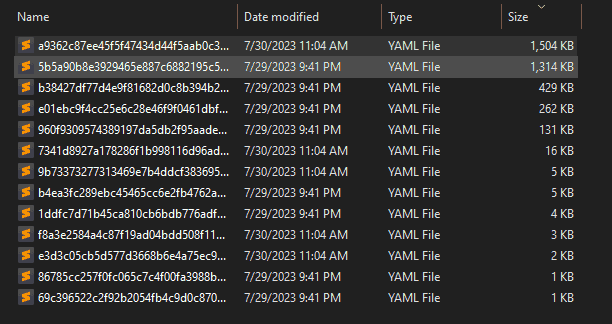 Name Date modified Type Size
a9362c87ee45f5f47434d44f5aab0c3... 7/30/2023 11:04 AM YAML File 1,504 KB
5b5a90b8e3929465e887c6882195c5... 7/29/2023 9:41 PM YAML File 1,314 KB
b38427df77d4e9f81682d0c8b394b2... 7/29/2023 9:41 PM YAML File 429 KB
e01ebc9f4cc25e6c28e46f9f0461dbf... 7/29/2023 9:41 PM YAML File 262 KB
960f9309574389197da5db2f95aade... 7/29/2023 9:41 PM YAML File 131 KB
7341d8927a178286f1b998116d96ad... 7/30/2023 11:04 AM YAML File 16 KB
9b73373277313469e7b4ddcf383695... 7/30/2023 11:04 AM YAML File 5 KB
b4ea3fc289ebc45465cc6e2fb4762a... 7/29/2023 9:41 PM YAML File 5 KB
1ddfc7d71b45ca810cb6bdb776adf... 7/29/2023 9:41 PM YAML File 4 KB
f8a3e2584a4c87f19ad04bdd508f11... 7/30/2023 11:04 AM YAML File 3 KB
e3d3c05cb5d577d3668b6e4a75ec9... 7/30/2023 11:04 AM YAML File 2 KB
86785cc257f0fc065c7c4f00fa3988b... 7/29/2023 9:41 PM YAML File 1 KB
69c396522c2f92b2054fb4c9d0c870... 7/29/2023 9:41 PM YAML File 1 KB